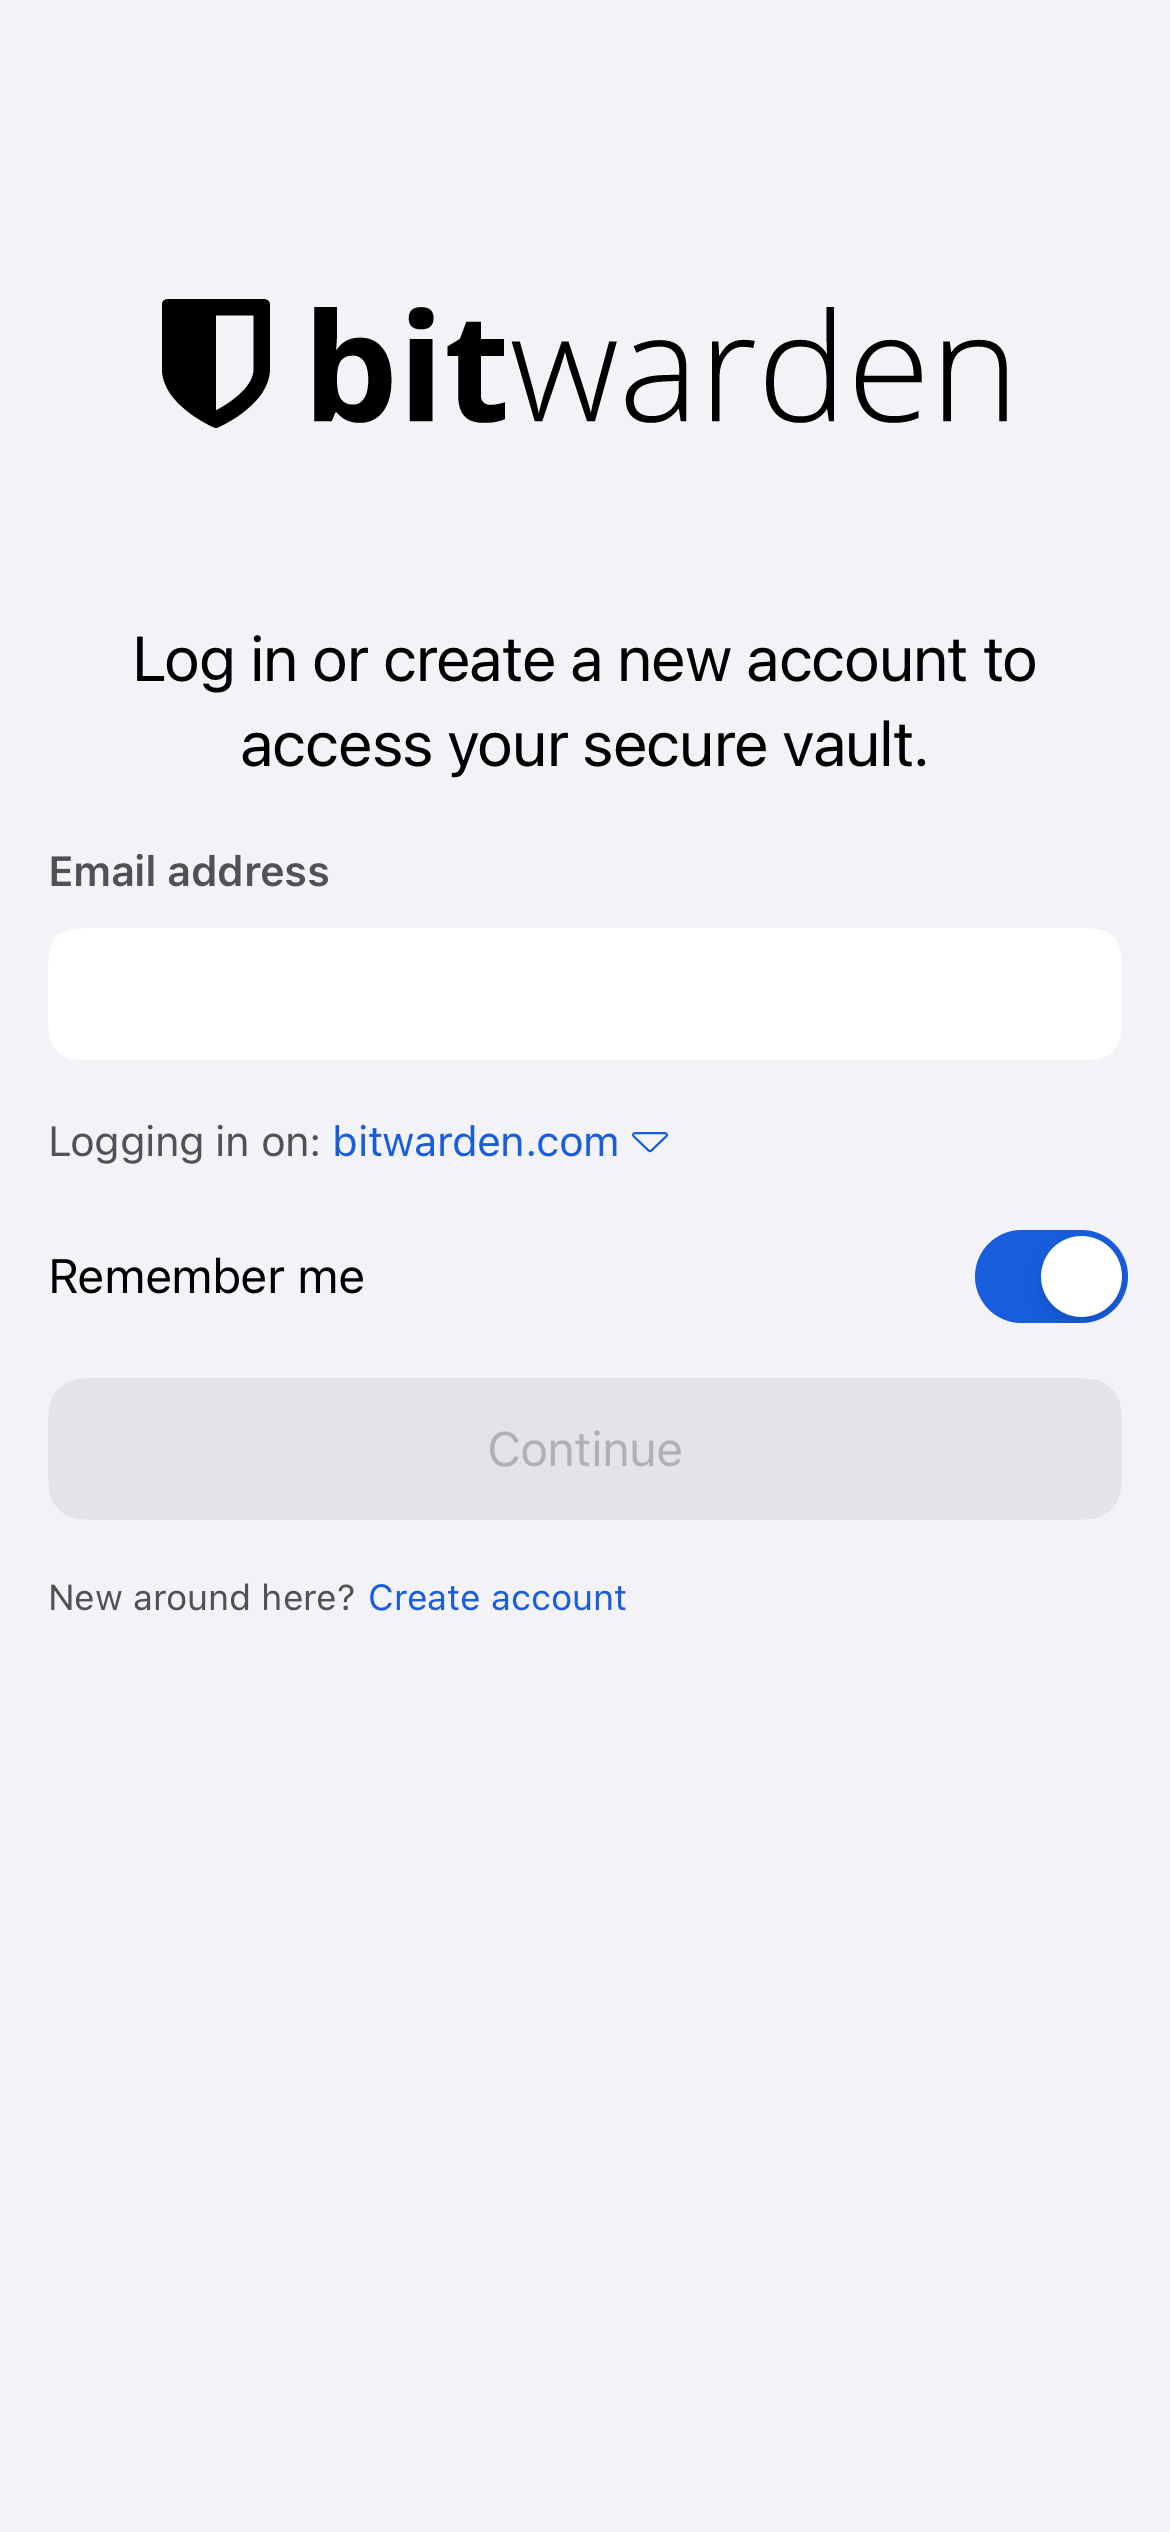 bitwarden
Log in or create a new account to
access your secure vault.
Email address
Logging in on: bitwarden.com
Remember me
Continue
New around here? Create account